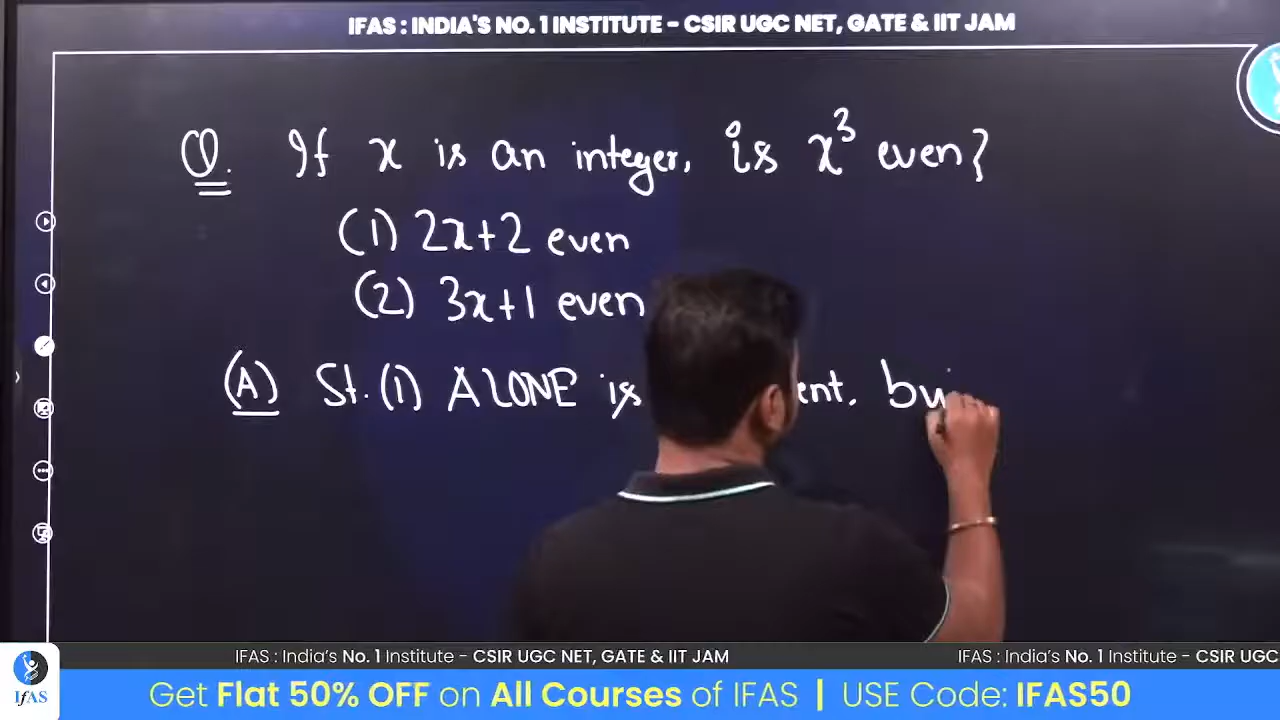 IFAS : INDIA'S NO. 1 INSTITUTE - CSIR UGC NET, GATE & IIT JAM
Q. If x is an integer, is x³ even?
(1) 2x+2 even
(2) 3x+1 even
(A) St. (1) ALONE is ent, bu
IFAS : India's No. 1 Institute - CSIR UGC NET, GATE & IIT JAM IFAS : India's No. 1 Institute - CSIR UGC
IFAS
Get Flat 50% OFF on All Courses of IFAS | USE Code: IFAS50